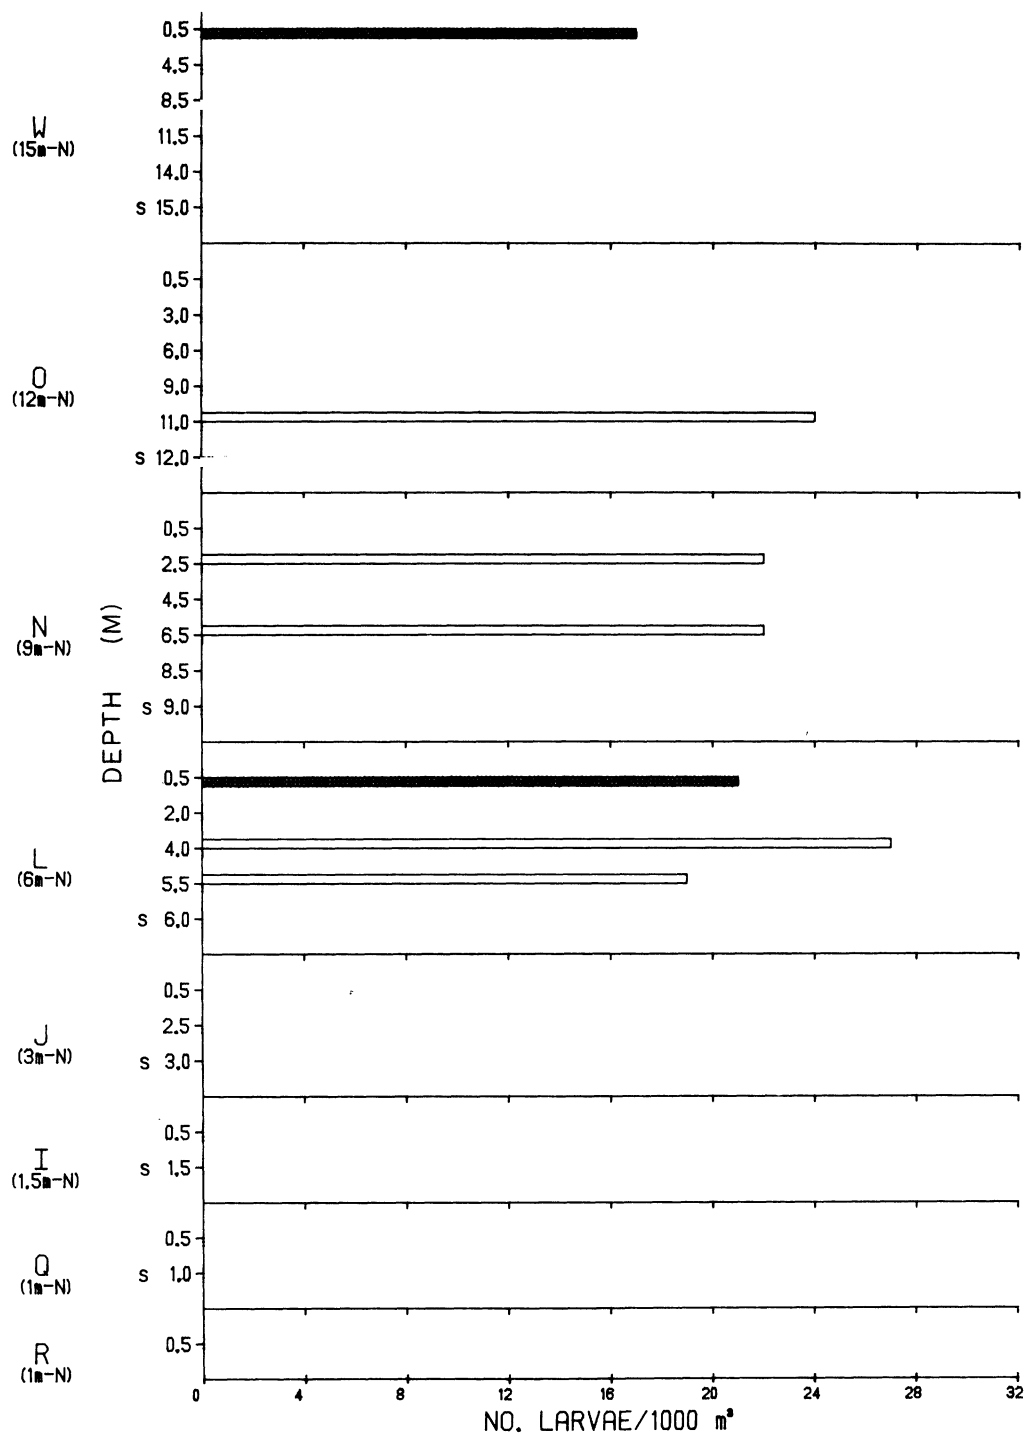 0.5
4.5
8.5
W
(15m-N)
11.5
14.0
S 15.0
0.5
3.0
6.0
O
(12m-N)
9.0
11.0
S 12.0
0.5
2.5
4.5
N
(9m-N)
6.5
8.5
S 9.0
DEPTH (M)
0.5
2.0
4.0
L
(6m-N)
5.5
S 6.0
0.5
2.5
J
(3m-N)
S 3.0
0.5
I
(1.5m-N)
S 1.5
0.5
Q
(1m-N)
S 1.0
0.5
R
(1m-N)
0 4 8 12 16 20 24 28 32
NO. LARVAE/1000 m³